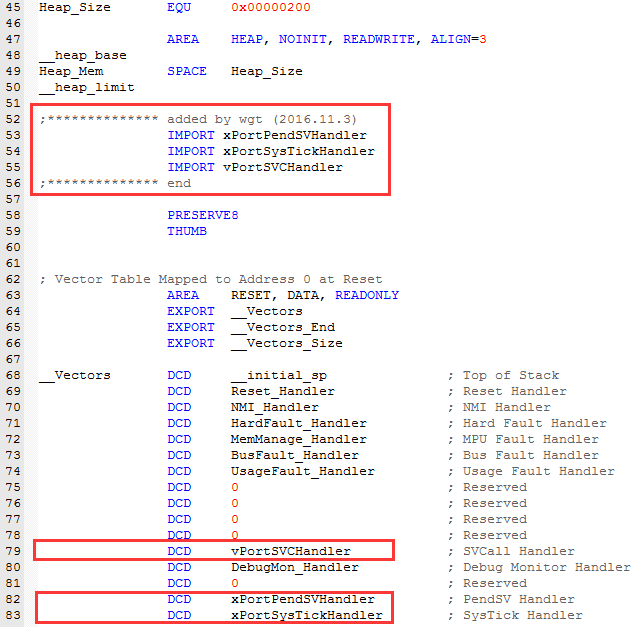 45 Heap_Size EQU 0x00000200
46
47 AREA HEAP, NOINIT, READWRITE, ALIGN=3
48 __heap_base
49 Heap_Mem SPACE Heap_Size
50 __heap_limit
51
52 ;************** added by wgt (2016.11.3)
53 IMPORT xPortPendSVHandler
54 IMPORT xPortSysTickHandler
55 IMPORT vPortSVCHandler
56 ;************** end
57
58 PRESERVE8
59 THUMB
60
61
62 ; Vector Table Mapped to Address 0 at Reset
63 AREA RESET, DATA, READONLY
64 EXPORT __Vectors
65 EXPORT __Vectors_End
66 EXPORT __Vectors_Size
67
68 __Vectors DCD __initial_sp ; Top of Stack
69 DCD Reset_Handler ; Reset Handler
70 DCD NMI_Handler ; NMI Handler
71 DCD HardFault_Handler ; Hard Fault Handler
72 DCD MemManage_Handler ; MPU Fault Handler
73 DCD BusFault_Handler ; Bus Fault Handler
74 DCD UsageFault_Handler ; Usage Fault Handler
75 DCD 0 ; Reserved
76 DCD 0 ; Reserved
77 DCD 0 ; Reserved
78 DCD 0 ; Reserved
79 DCD vPortSVCHandler ; SVCall Handler
80 DCD DebugMon_Handler ; Debug Monitor Handler
81 DCD 0 ; Reserved
82 DCD xPortPendSVHandler ; PendSV Handler
83 DCD xPortSysTickHandler ; SysTick Handler